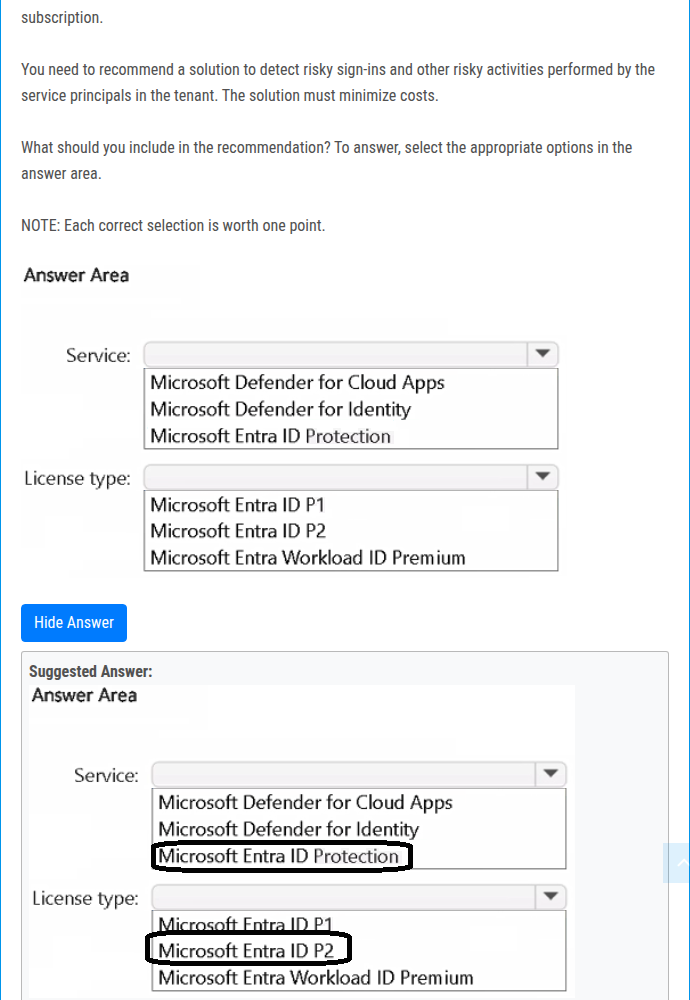 subscription.
You need to recommend a solution to detect risky sign-ins and other risky activities performed by the
service principals in the tenant. The solution must minimize costs.
What should you include in the recommendation? To answer, select the appropriate options in the
answer area.
NOTE: Each correct selection is worth one point.
Answer Area
Service:
Microsoft Defender for Cloud Apps
Microsoft Defender for Identity
Microsoft Entra ID Protection
License type:
Microsoft Entra ID P1
Microsoft Entra ID P2
Microsoft Entra Workload ID Premium
Hide Answer
Suggested Answer:
Answer Area
Service:
Microsoft Defender for Cloud Apps
Microsoft Defender for Identity
Microsoft Entra ID Protection
License type:
Microsoft Entra ID P1
Microsoft Entra ID P2
Microsoft Entra Workload ID Premium